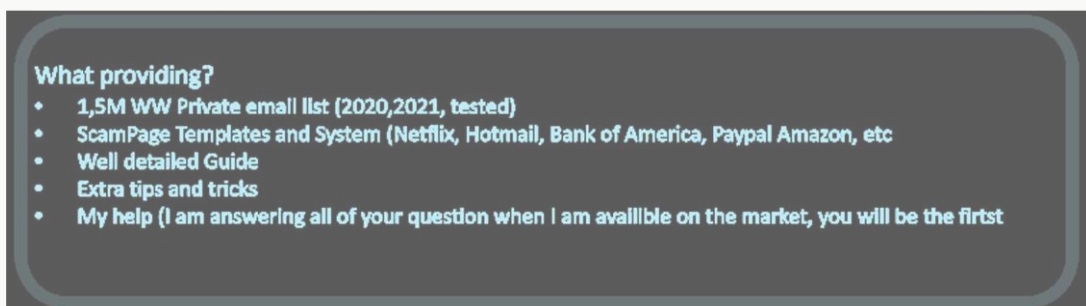 What providing?
• 1,5M WW Private email list (2020,2021, tested)
• ScamPage Templates and System (Netflix, Hotmail, Bank of America, Paypal Amazon, etc
• Well detailed Guide
• Extra tips and tricks
• My help (I am answering all of your question when I am availible on the market, you will be the firtst